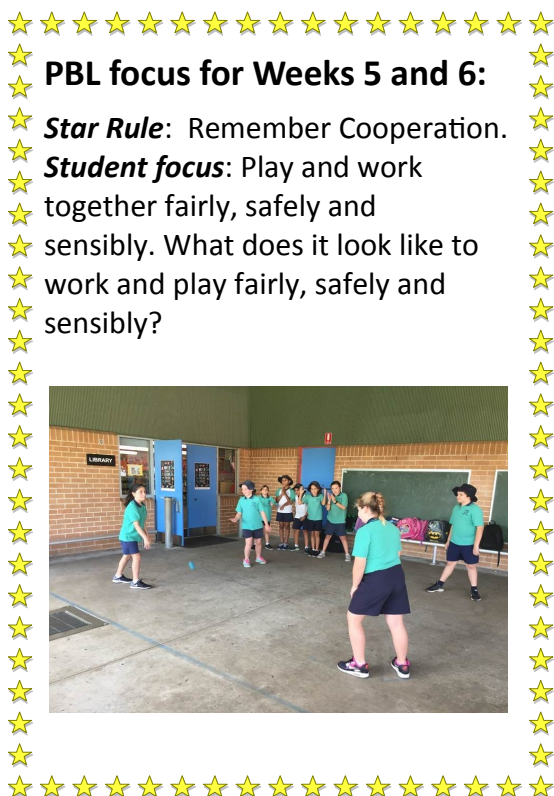 PBL focus for Weeks 5 and 6:
Star Rule:  Remember Cooperation.
Student focus: Play and work
together fairly, safely and
sensibly. What does it look like to
work and play fairly, safely and
sensibly?
LIBRARY